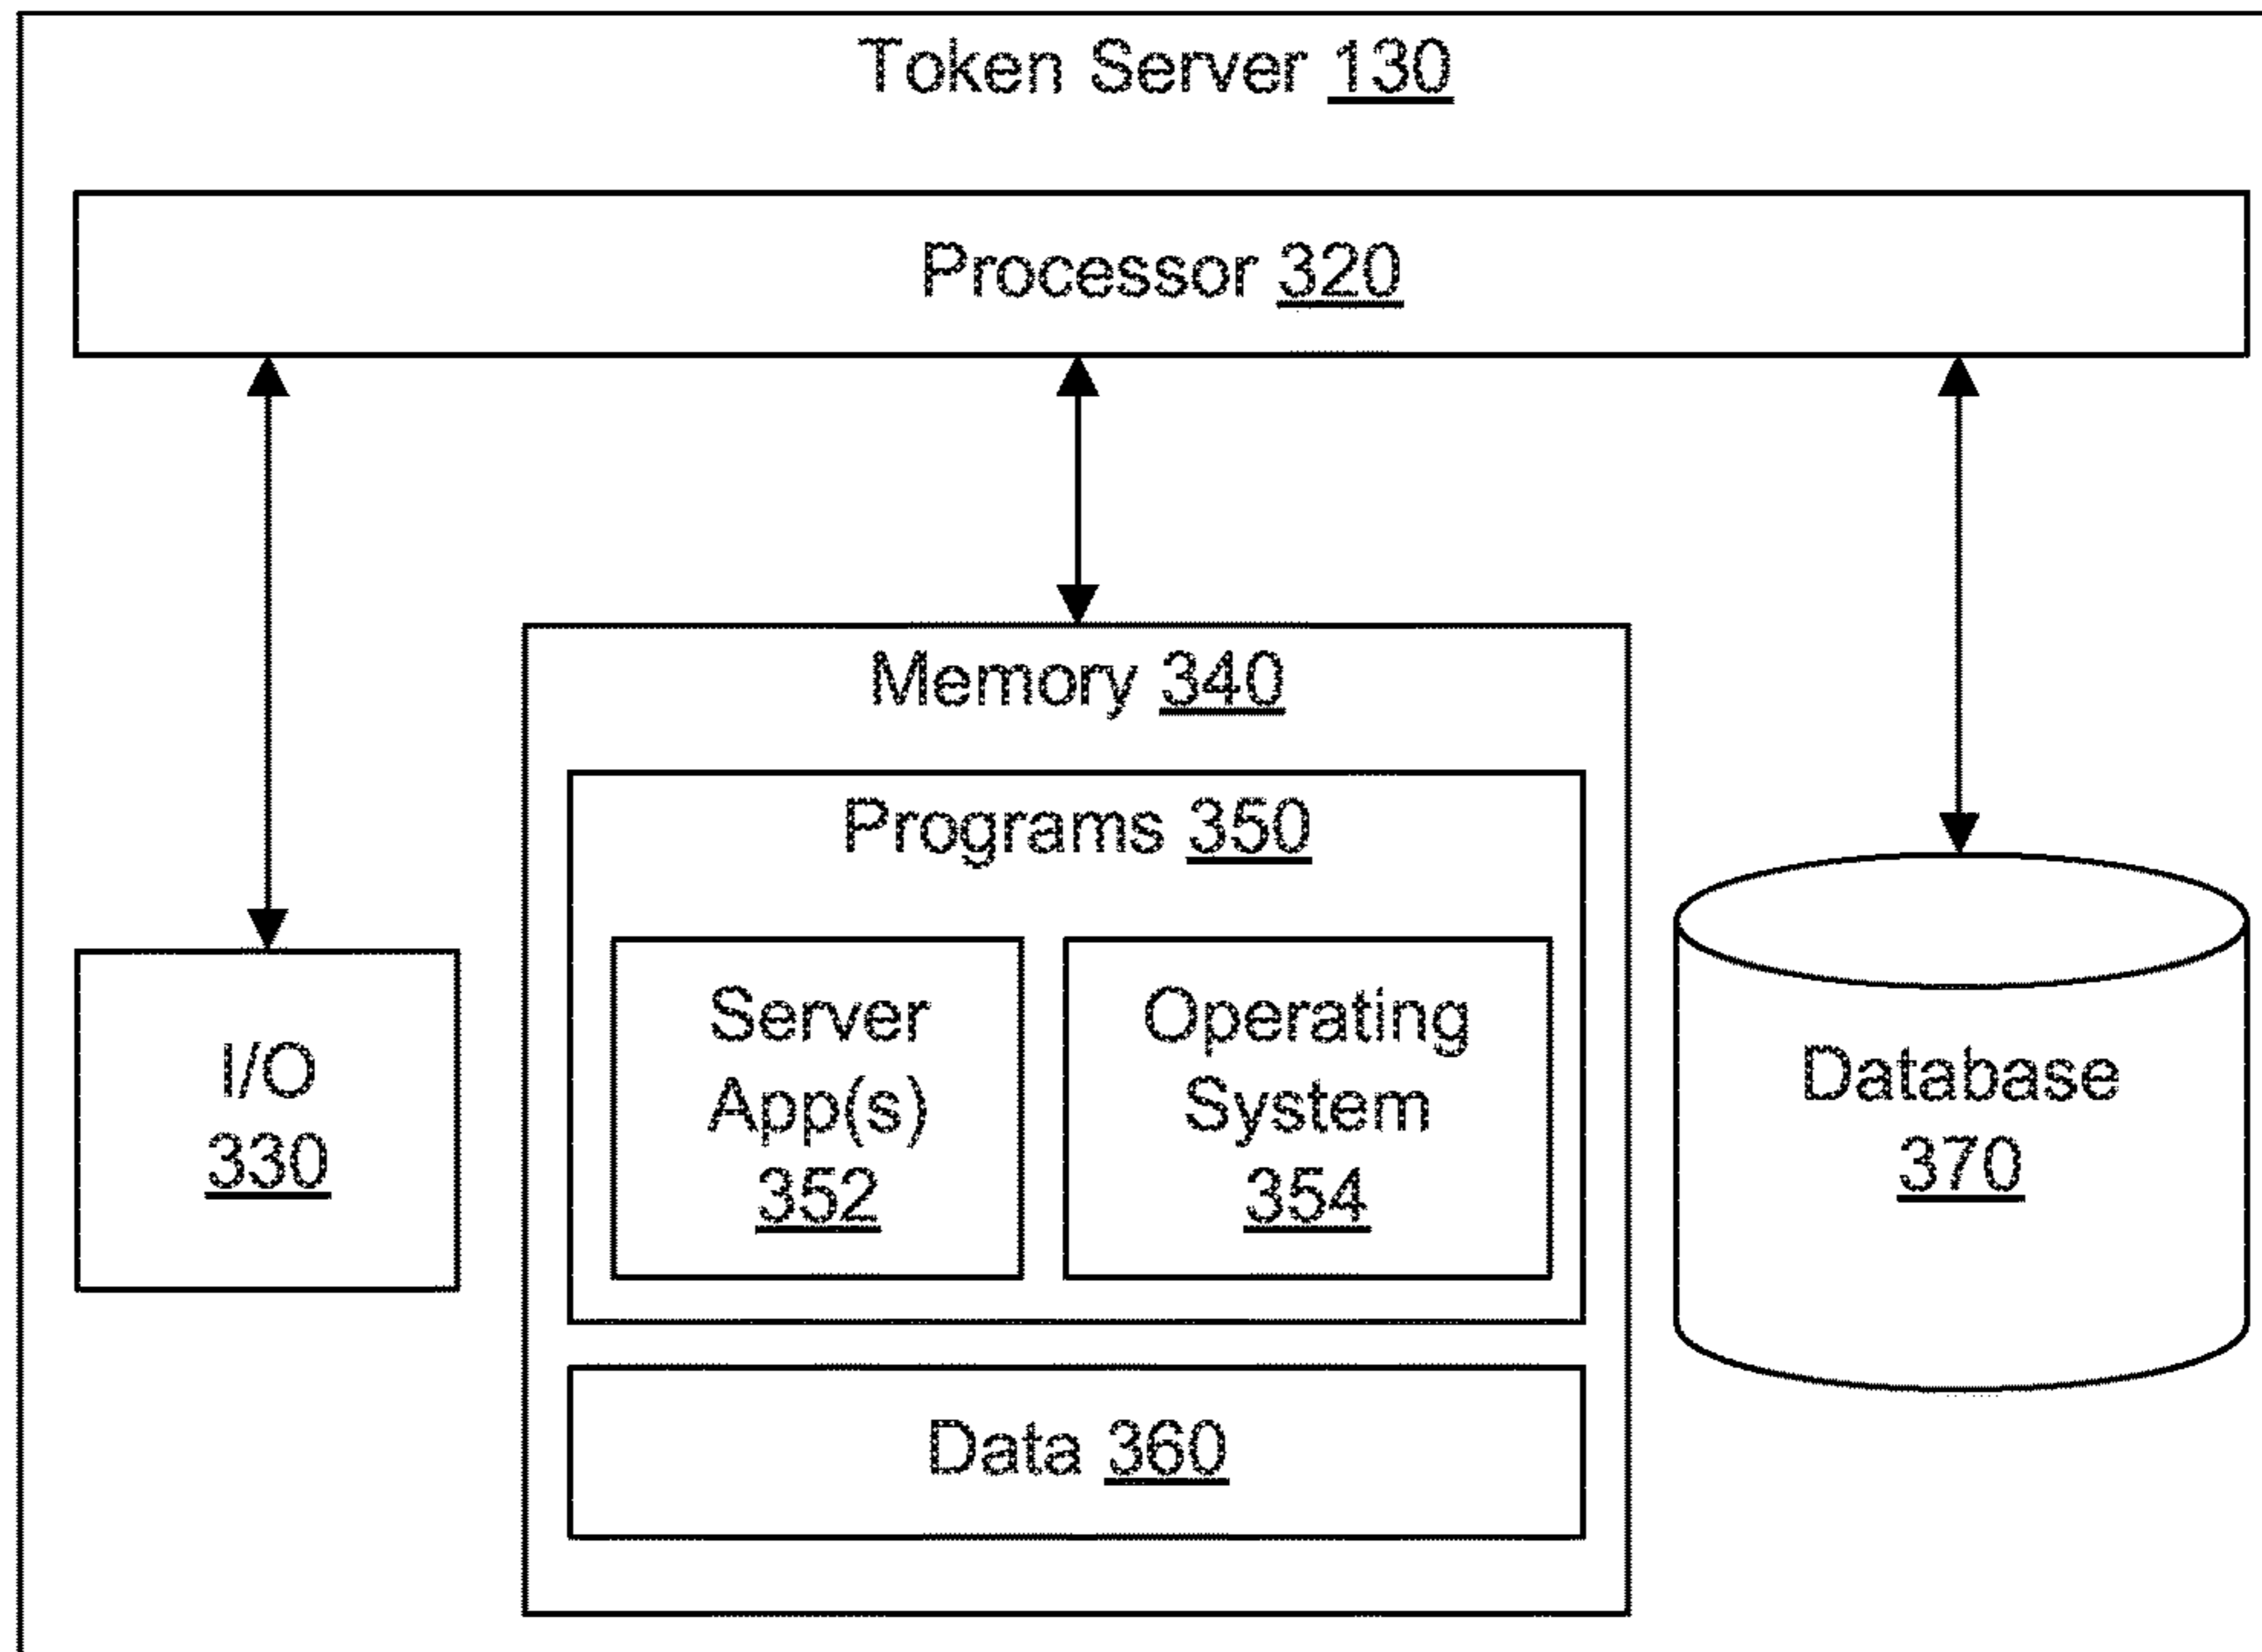 Token Server 130
Processor 320
Memory 340
Programs 350
Server
App(s)
352
Operating
System
354
I/O
330
Database
370
Data 360